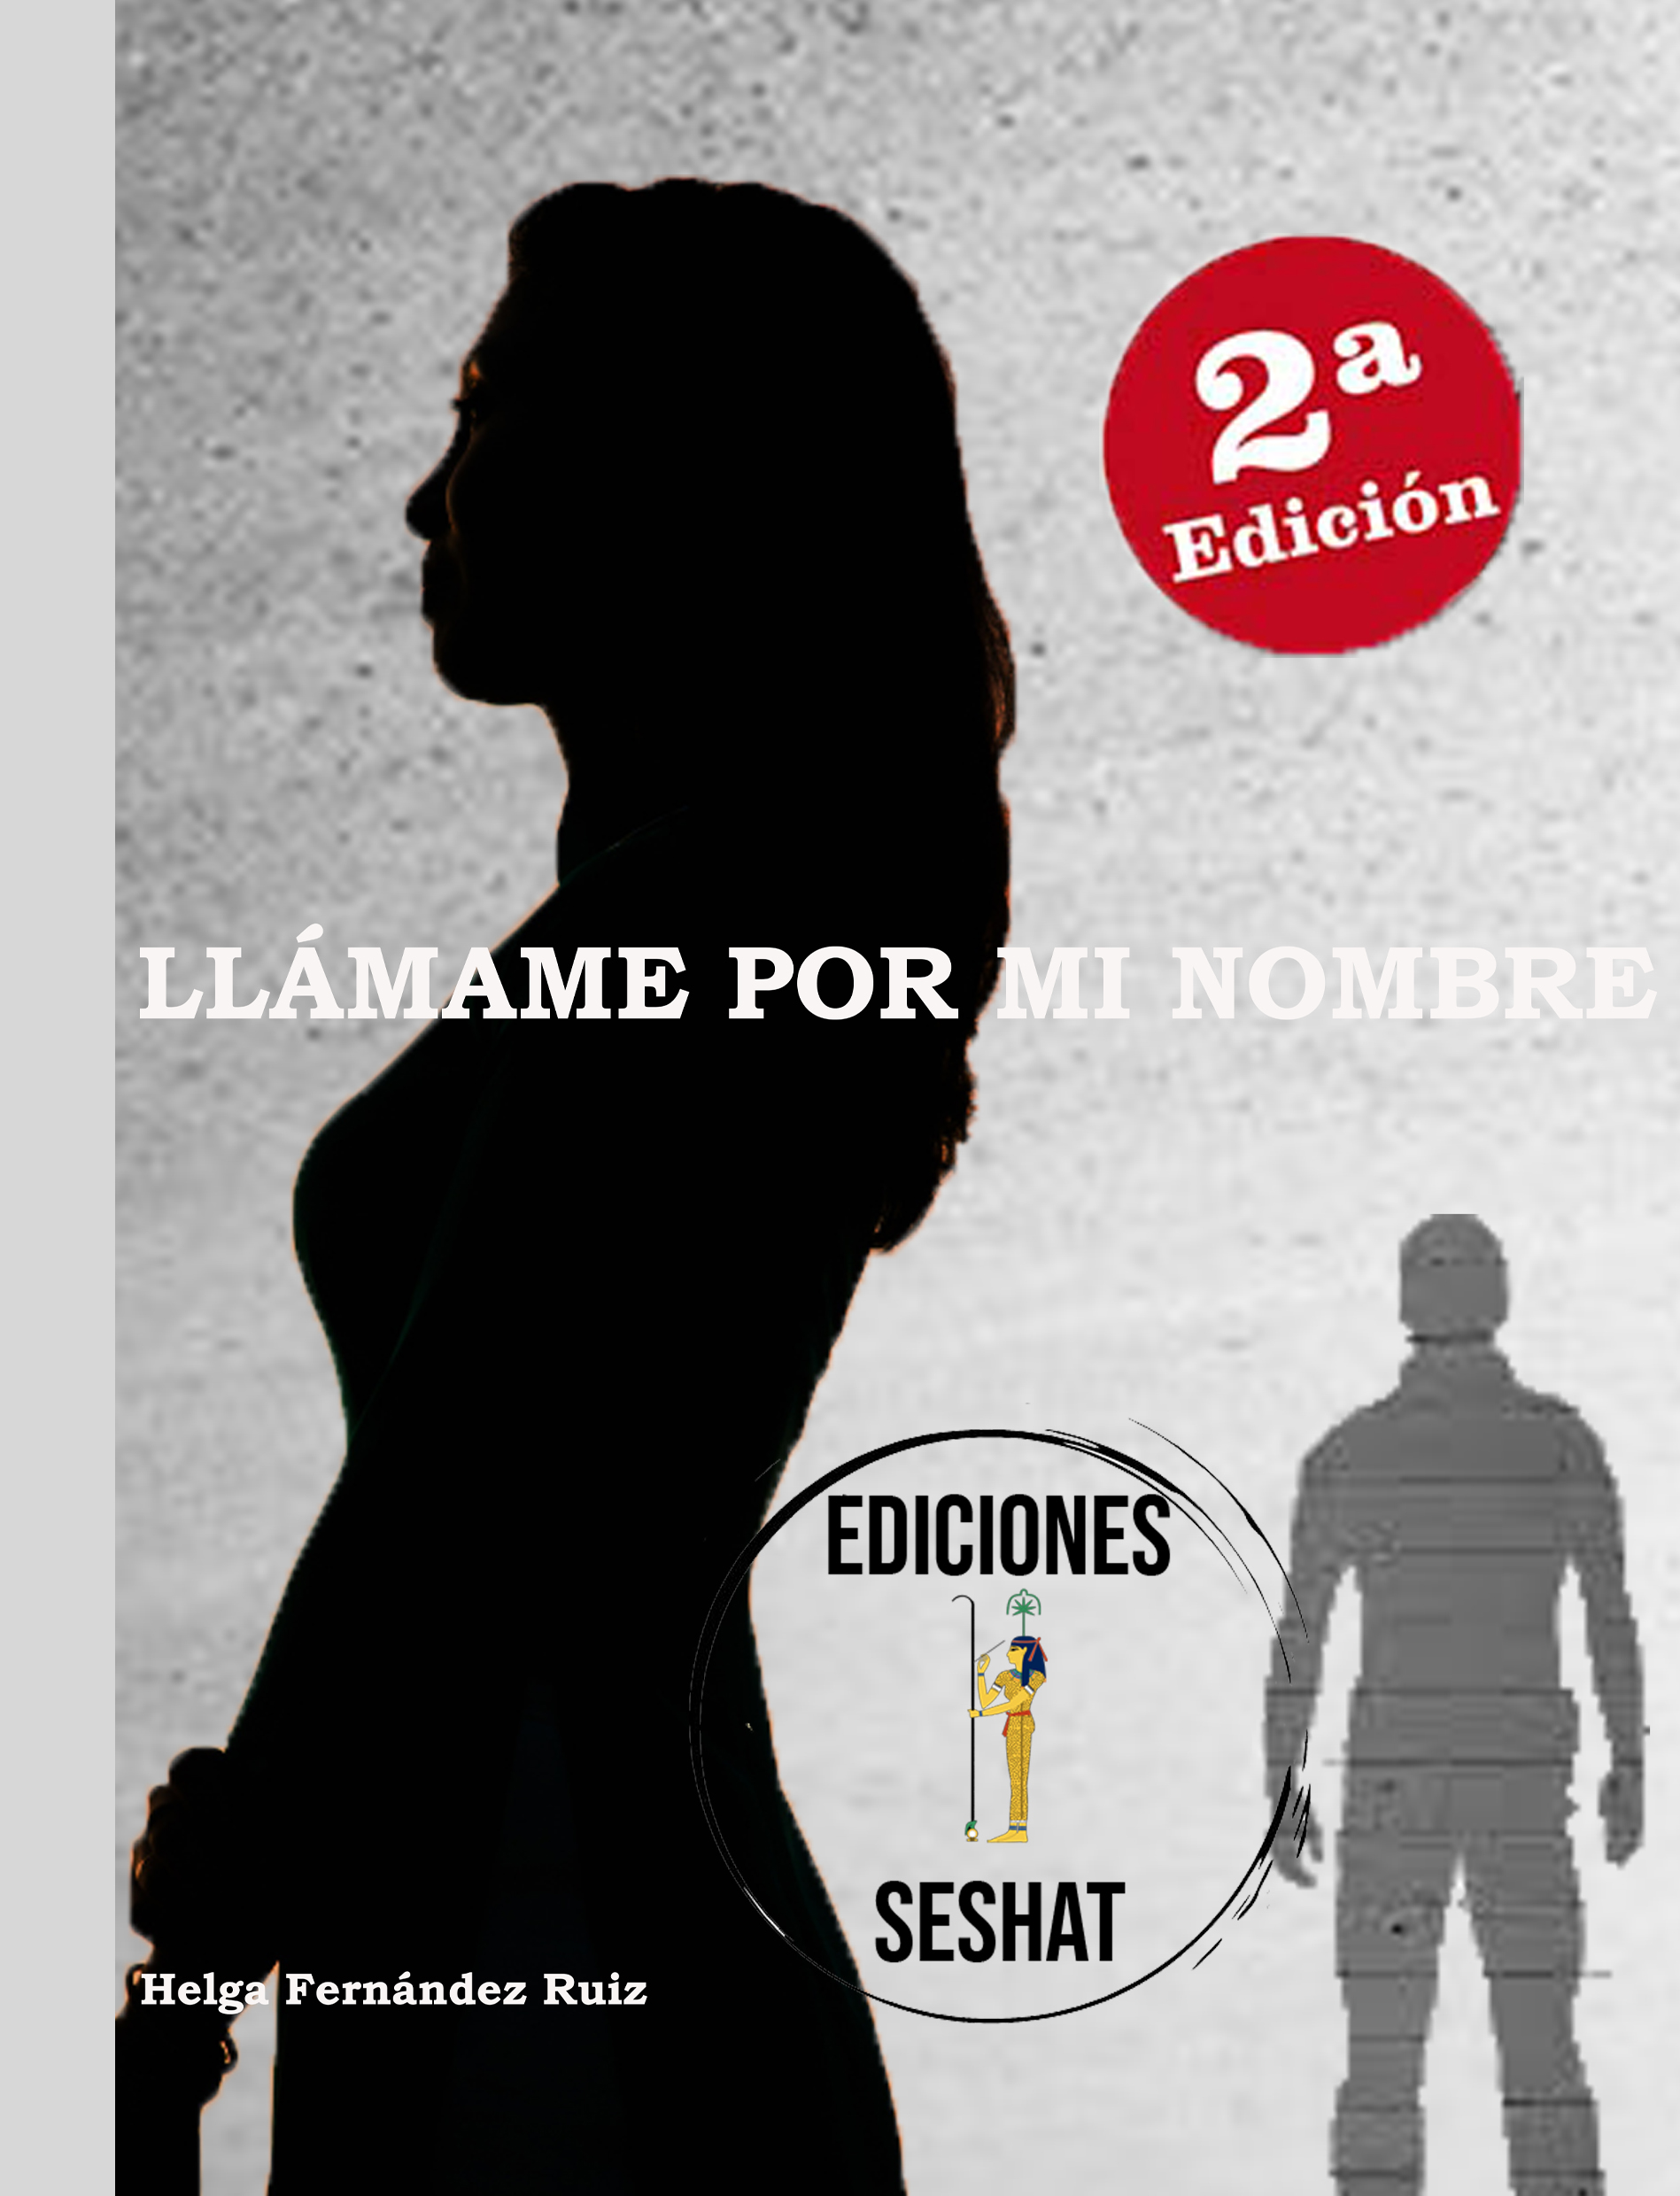 2ª
Edición
LLÁMAME POR MI NOMBRE
EDICIONES
SESHAT
Helga Fernández Ruiz